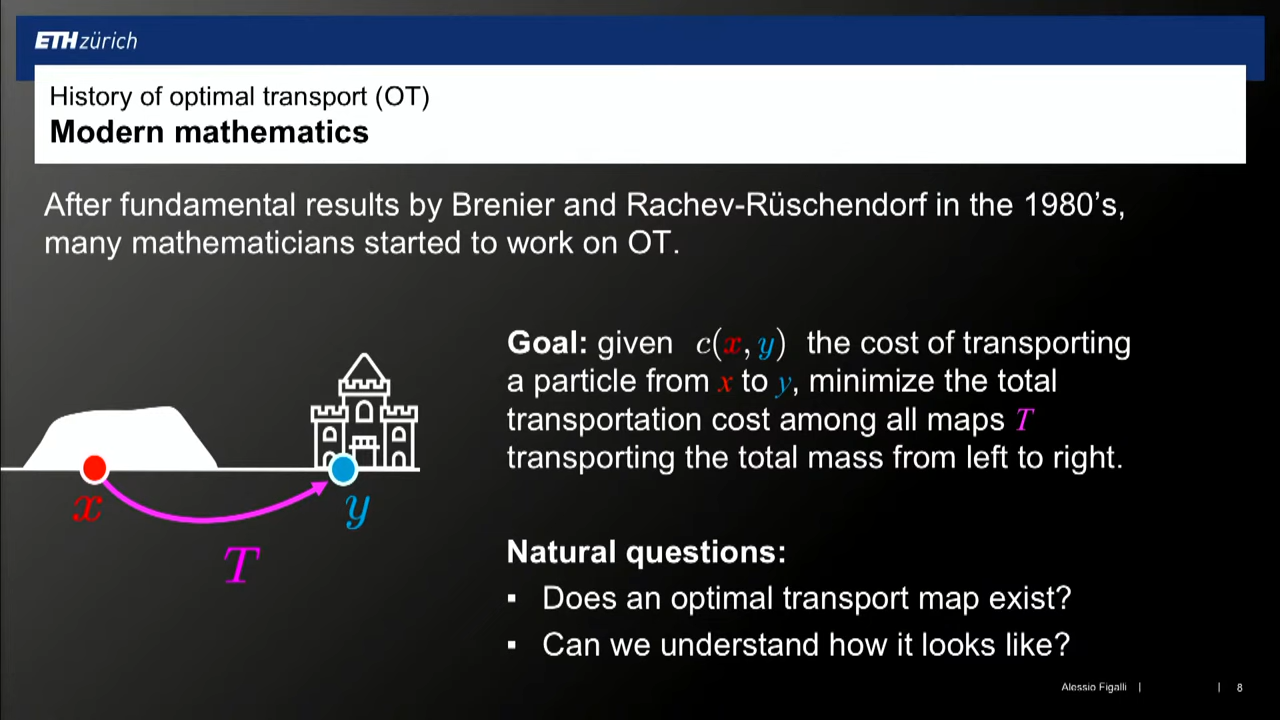 ETH zürich
History of optimal transport (OT)
Modern mathematics
After fundamental results by Brenier and Rachev-Rüschendorf in the 1980's,
many mathematicians started to work on OT.
Goal: given c(x, y) the cost of transporting
a particle from x to y, minimize the total
transportation cost among all maps T
transporting the total mass from left to right.
x
y
T
Natural questions:
▪ Does an optimal transport map exist?
▪ Can we understand how it looks like?
Alessio Figalli | | 8